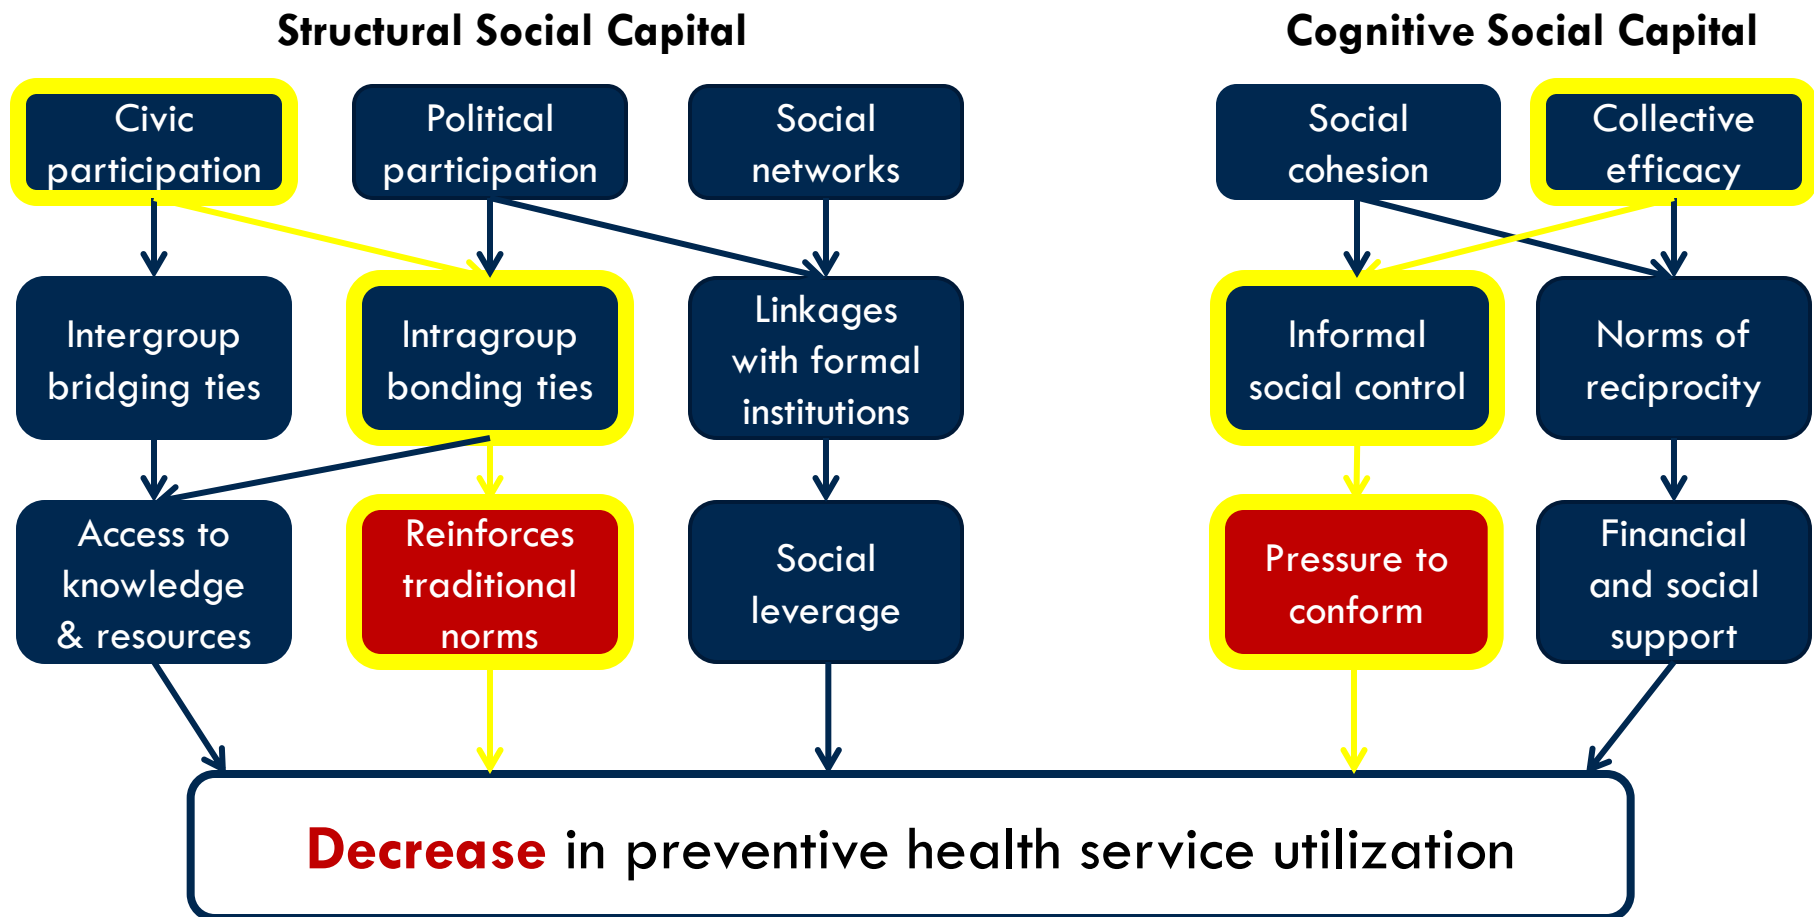 Structural Social Capital
Cognitive Social Capital
Civic
participation
Political
participation
Social
networks
Social
cohesion
Collective
efficacy
Intergroup
bridging ties
Intragroup
bonding ties
Linkages
with formal
institutions
Informal
social control
Norms of
reciprocity
Access to
knowledge
& resources
Reinforces
traditional
norms
Social
leverage
Pressure to
conform
Financial
and social
support
Decrease in preventive health service utilization